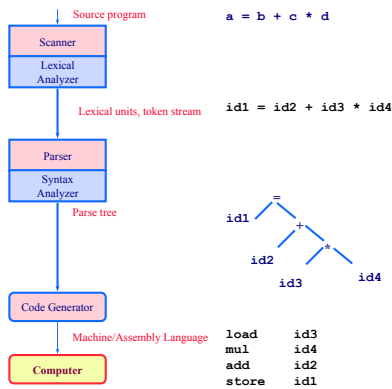 Source program
a = b + c * d
Scanner
Lexical
Analyzer
Lexical units, token stream
id1 = id2 + id3 * id4
Parser
Syntax
Analyzer
Parse tree
=
id1
+
id2
*
id3
id4
Code Generator
Machine/Assembly Language
Computer
load id3
mul id4
add id2
store id1